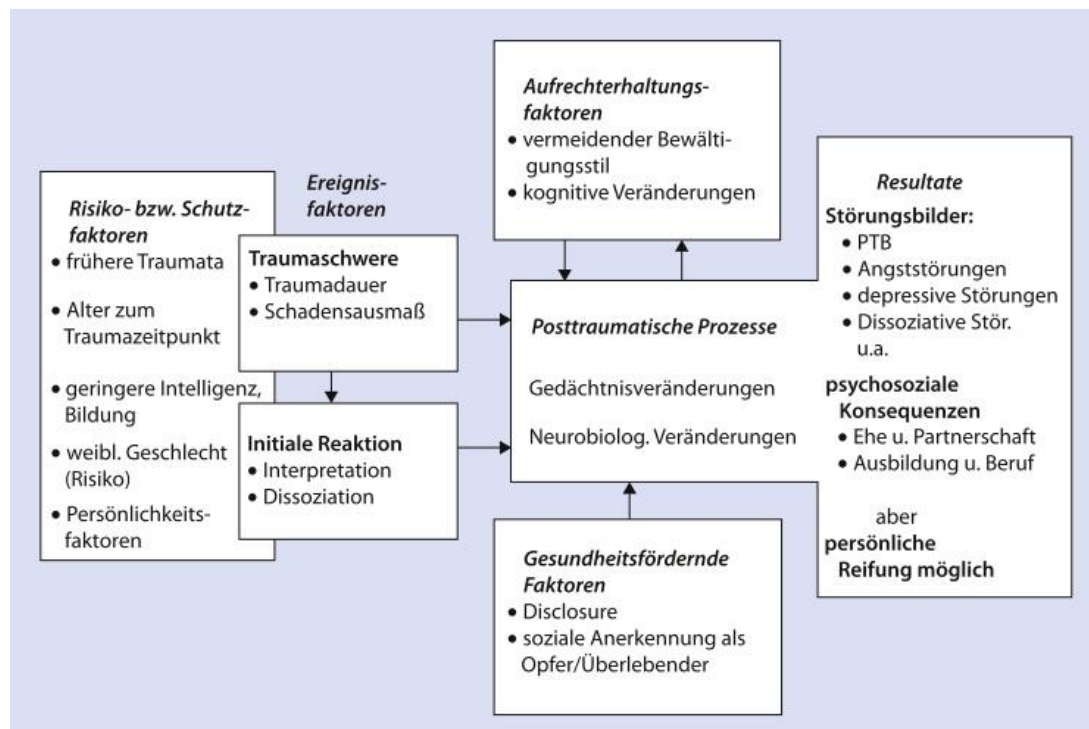 Risiko- bzw. Schutz-
faktoren
• frühere Traumata
• Alter zum
Traumazeitpunkt
• geringere Intelligenz,
Bildung
• weibl. Geschlecht
(Risiko)
• Persönlichkeits-
faktoren
Ereignis-
faktoren
Traumaschwere
• Traumadauer
• Schadensausmaß
Initiale Reaktion
• Interpretation
• Dissoziation
Aufrechterhaltungs-
faktoren
• vermeidender Bewälti-
gungsstil
• kognitive Veränderungen
Posttraumatische Prozesse
Gedächtnisveränderungen
Neurobiolog. Veränderungen
Gesundheitsfördernde
Faktoren
• Disclosure
• soziale Anerkennung als
Opfer/Überlebender
Resultate
Störungsbilder:
• PTB
• Angststörungen
• depressive Störungen
• Dissoziative Stör.
u.a.
psychosoziale
Konsequenzen
• Ehe u. Partnerschaft
• Ausbildung u. Beruf
aber
persönliche
Reifung möglich